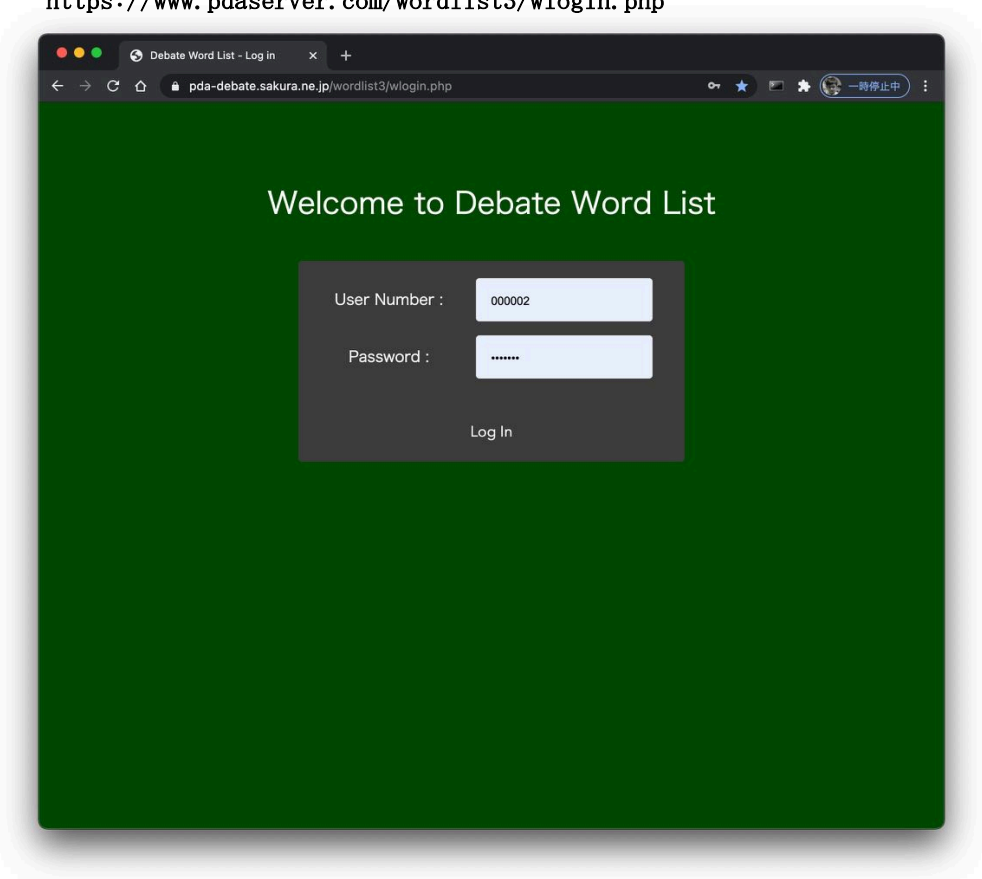 https://www.pdaserver.com/wordlist3/wlogin.php
Debate Word List - Log in
pda-debate.sakura.ne.jp/wordlist3/wlogin.php
一時停止中
Welcome to Debate Word List
User Number :
000002
Password :
•••••••
Log In